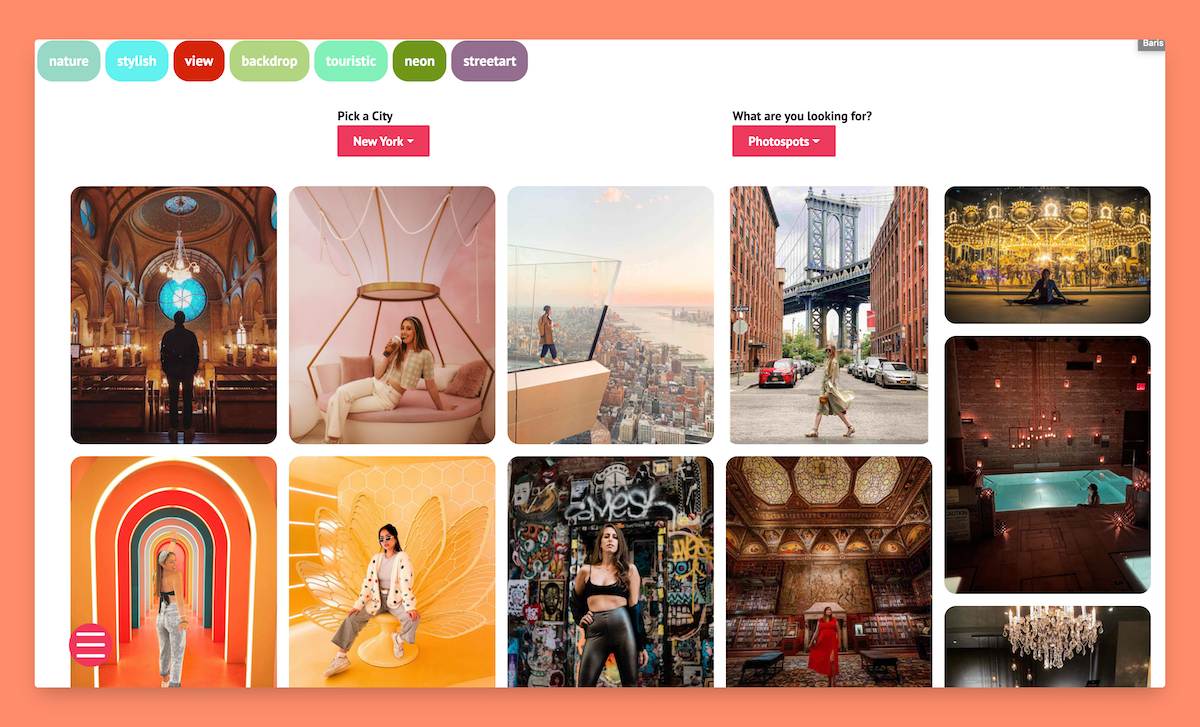 Baris
nature
stylish
view
backdrop
touristic
neon
streetart
Pick a City
What are you looking for?
New York
Photospots